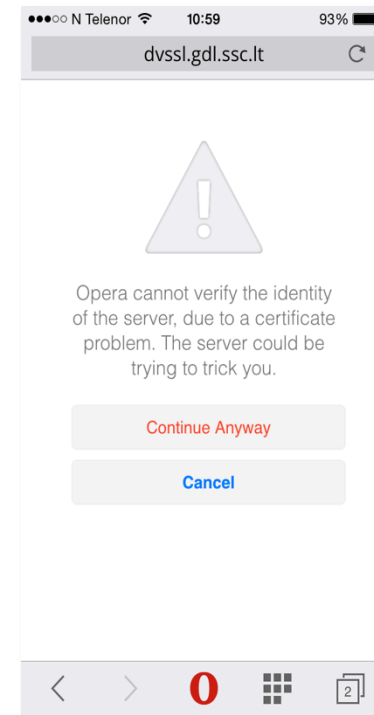 N Telenor 10:59 93%
dvssl.gdl.ssc.lt
Opera cannot verify the identity
of the server, due to a certificate
problem. The server could be
trying to trick you.
Continue Anyway
Cancel
2